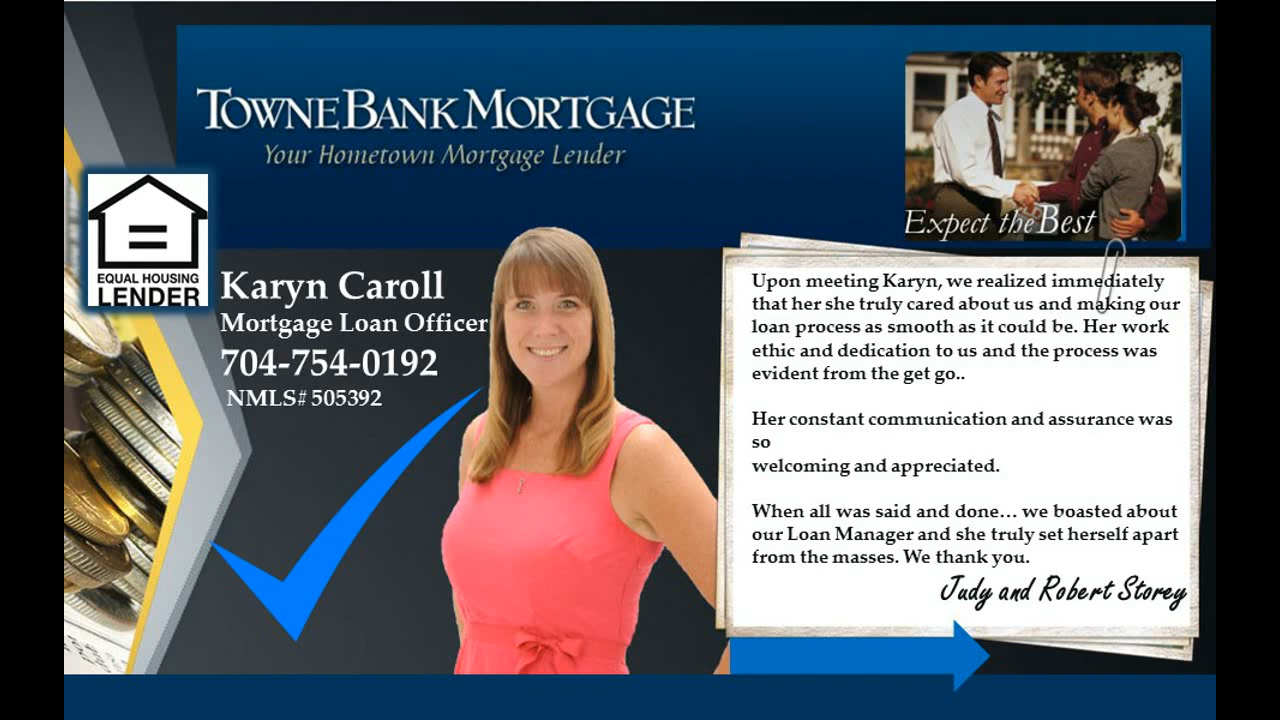 TOWNEBANK MORTGAGE
Your Hometown Mortgage Lender
Expect the Best
EQUAL HOUSING
LENDER
Karyn Caroll
Mortgage Loan Officer
704-754-0192
NMLS# 505392
Upon meeting Karyn, we realized immediately
that her she truly cared about us and making our
loan process as smooth as it could be. Her work
ethic and dedication to us and the process was
evident from the get go..
Her constant communication and assurance was
so
welcoming and appreciated.
When all was said and done... we boasted about
our Loan Manager and she truly set herself apart
from the masses. We thank you.
Judy and Robert Storey